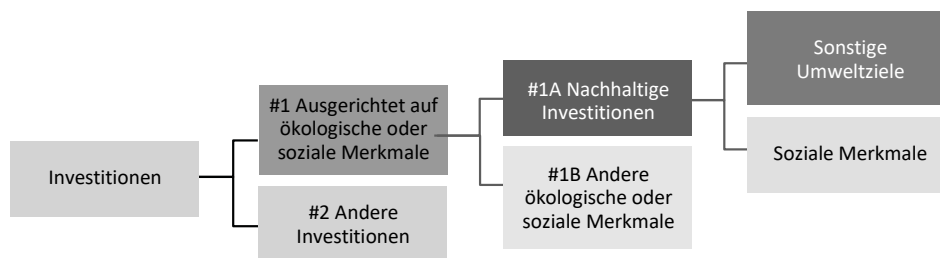 Investitionen
#1 Ausgerichtet auf
ökologische oder
soziale Merkmale
#2 Andere
Investitionen
#1A Nachhaltige
Investitionen
#1B Andere
ökologische oder
soziale Merkmale
Sonstige
Umweltziele
Soziale Merkmale